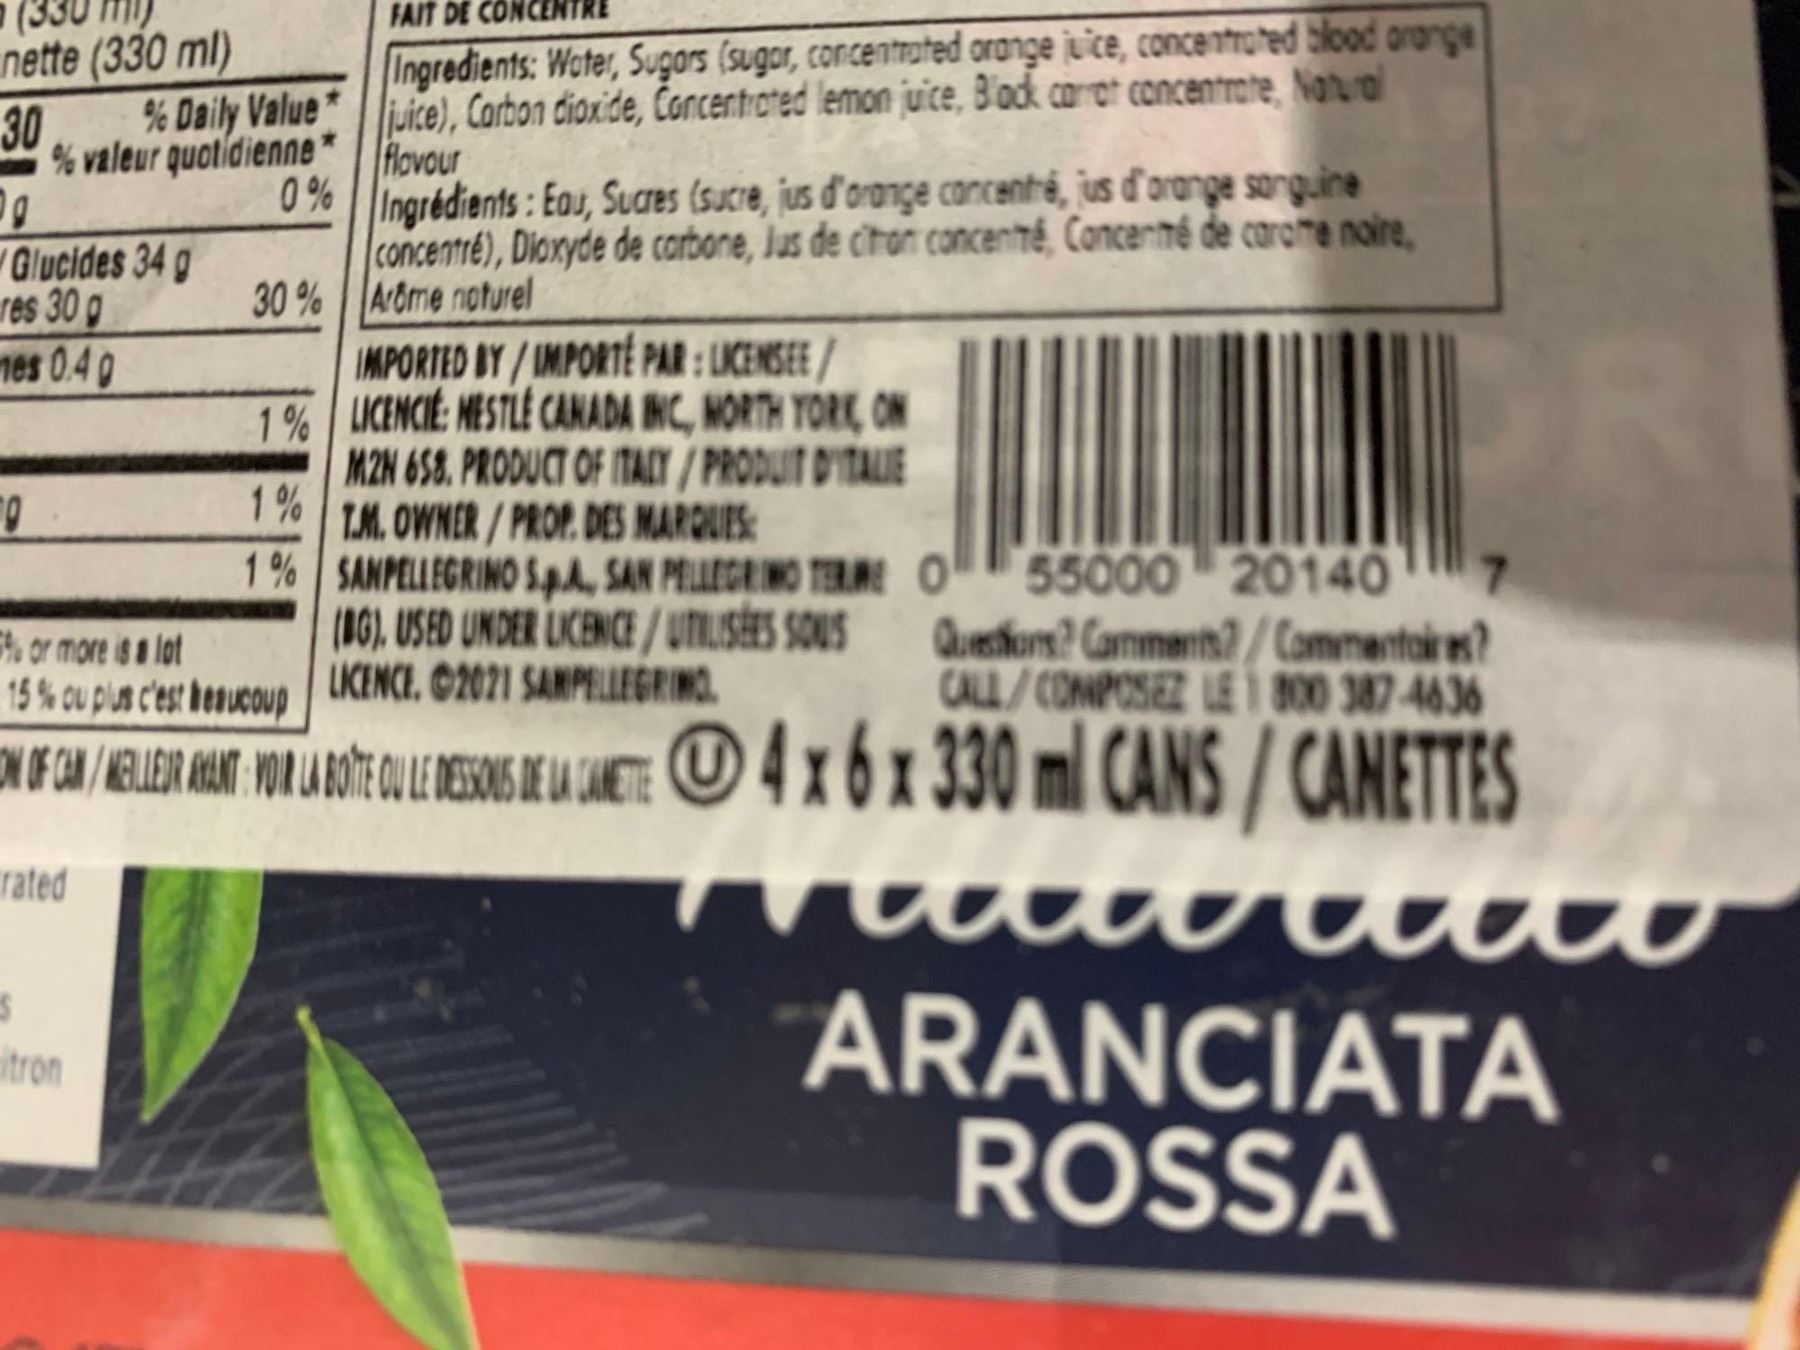 (330 ml)
nette (330 ml)
30
% Daily Value*
% valeur quotidienne*
0 g
0 %
/ Glucides 34 g
res 30 g
30 %
nes 0.4 g
1 %
g
1 %
1 %
5% or more is a lot
15 % ou plus c'est beaucoup
FAIT DE CONCENTRÉ
Ingredients: Water, Sugars (sugar, concentrated orange juice, concentrated blood orange
juice), Carbon dioxide, Concentrated lemon juice, Black carrot concentrate, Natural
flavour
Ingrédients : Eau, Sucres (sucre, jus d'orange concentré, jus d'orange sanguine
concentré), Dioxyde de carbone, Jus de citron concentré, Concentré de carotte noire,
Arôme naturel
IMPORTED BY / IMPORTÉ PAR : LICENSEE /
LICENCIÉ: NESTLÉ CANADA INC., NORTH YORK, ON
M2N 6S8. PRODUCT OF ITALY / PRODUIT D'ITALIE
T.M. OWNER / PROP. DES MARQUES:
SANPELLEGRINO S.p.A., SAN PELLEGRINO TERME
(BG). USED UNDER LICENCE / UTILISÉES SOUS
LICENCE. ©2021 SANPELLEGRINO.
0 55000 20140 7
Questions? Comments? / Commentaires?
CALL / COMPOSEZ LE 1 800 387-4636
OF CAN / MEILLEUR AVANT : VOIR LA BOÎTE OU LE DESSOUS DE LA CANETTE U 4 x 6 x 330 ml CANS / CANETTES
rated
s
itron
ARANCIATA
ROSSA